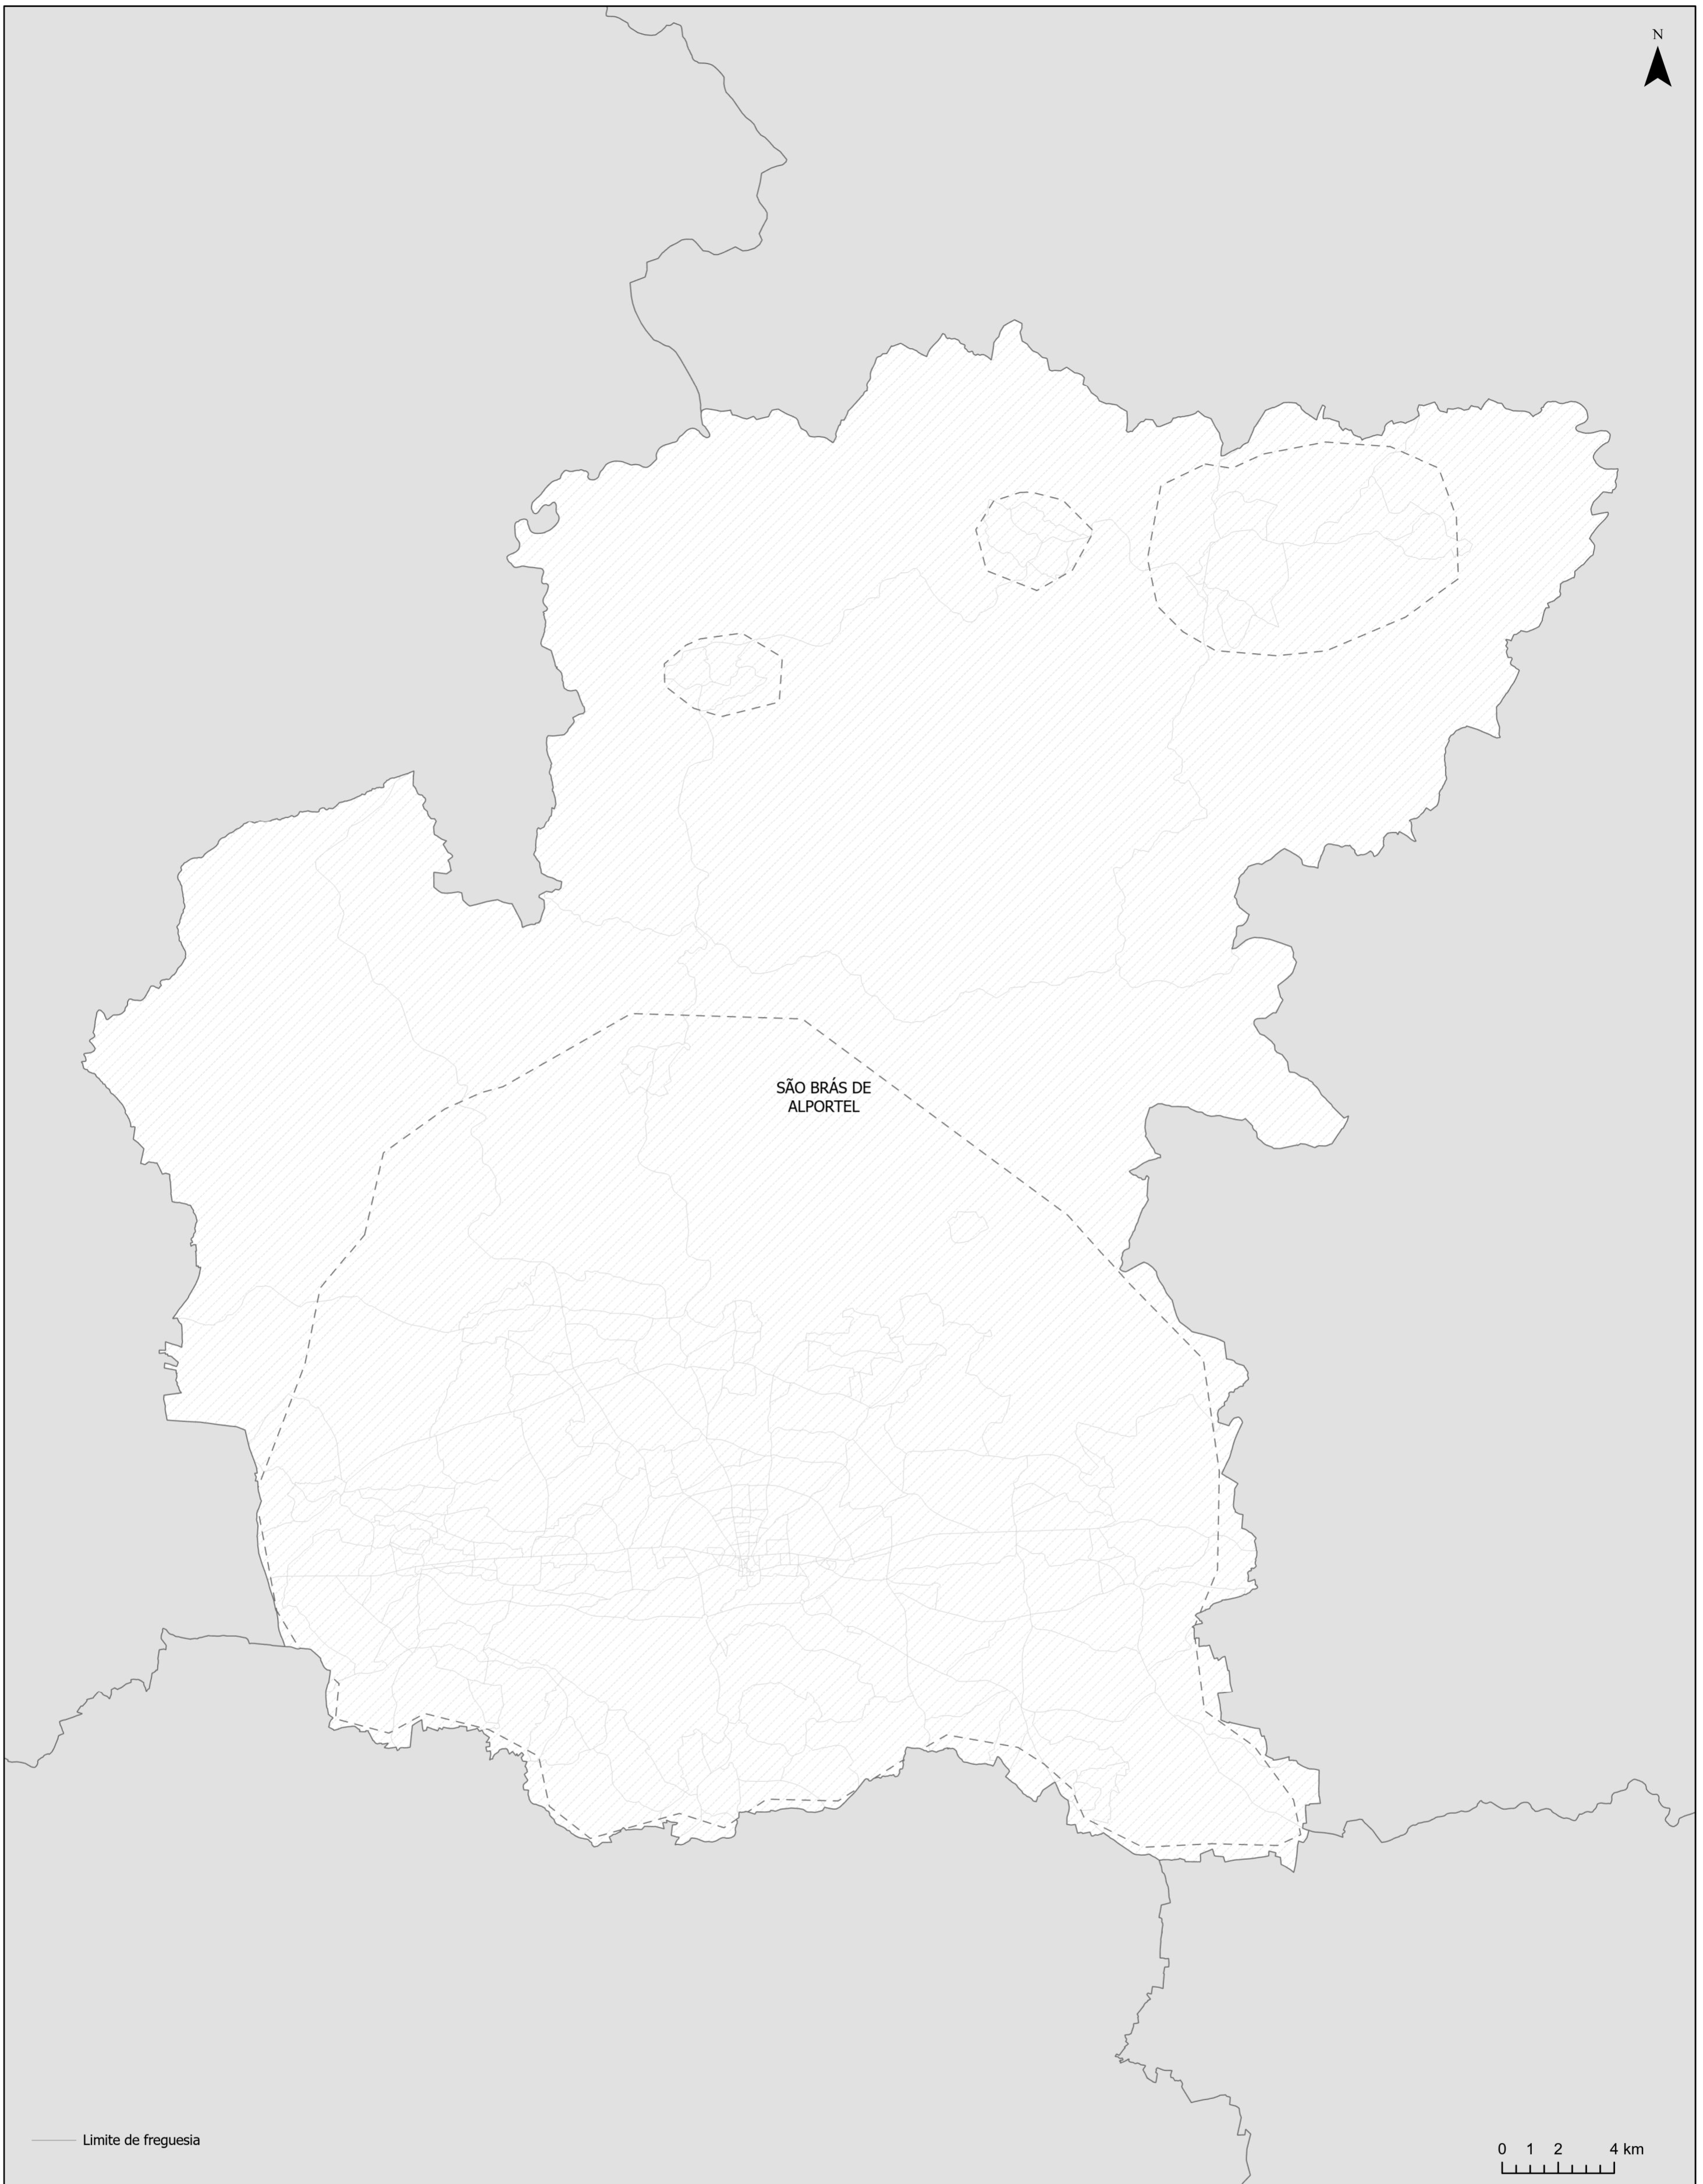 N
SÃO BRÁS DE
ALPORTEL
Limite de freguesia
0 1 2 4 km